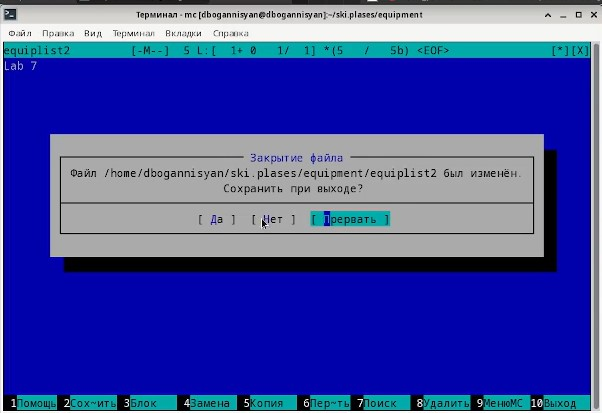 Терминал - mc [dbogannisyan@dbogannisyan]:~/ski.plases/equipment
Файл Правка Вид Терминал Вкладки Справка
equiplist2 [-M--] 5 L:[ 1+ 0 1/ 1] *(5 / 5b) <EOF> [*][X]
Lab 7
Закрытие файла
Файл /home/dbogannisyan/ski.plases/equipment/equiplist2 был изменён.
Сохранить при выходе?
[ Да ] [ Нет ] [ Прервать ]
1Помощь 2Сох~ить 3Блок 4Замена 5Копия 6Пер~ть 7Поиск 8Удалить 9МенюMC 10Выход